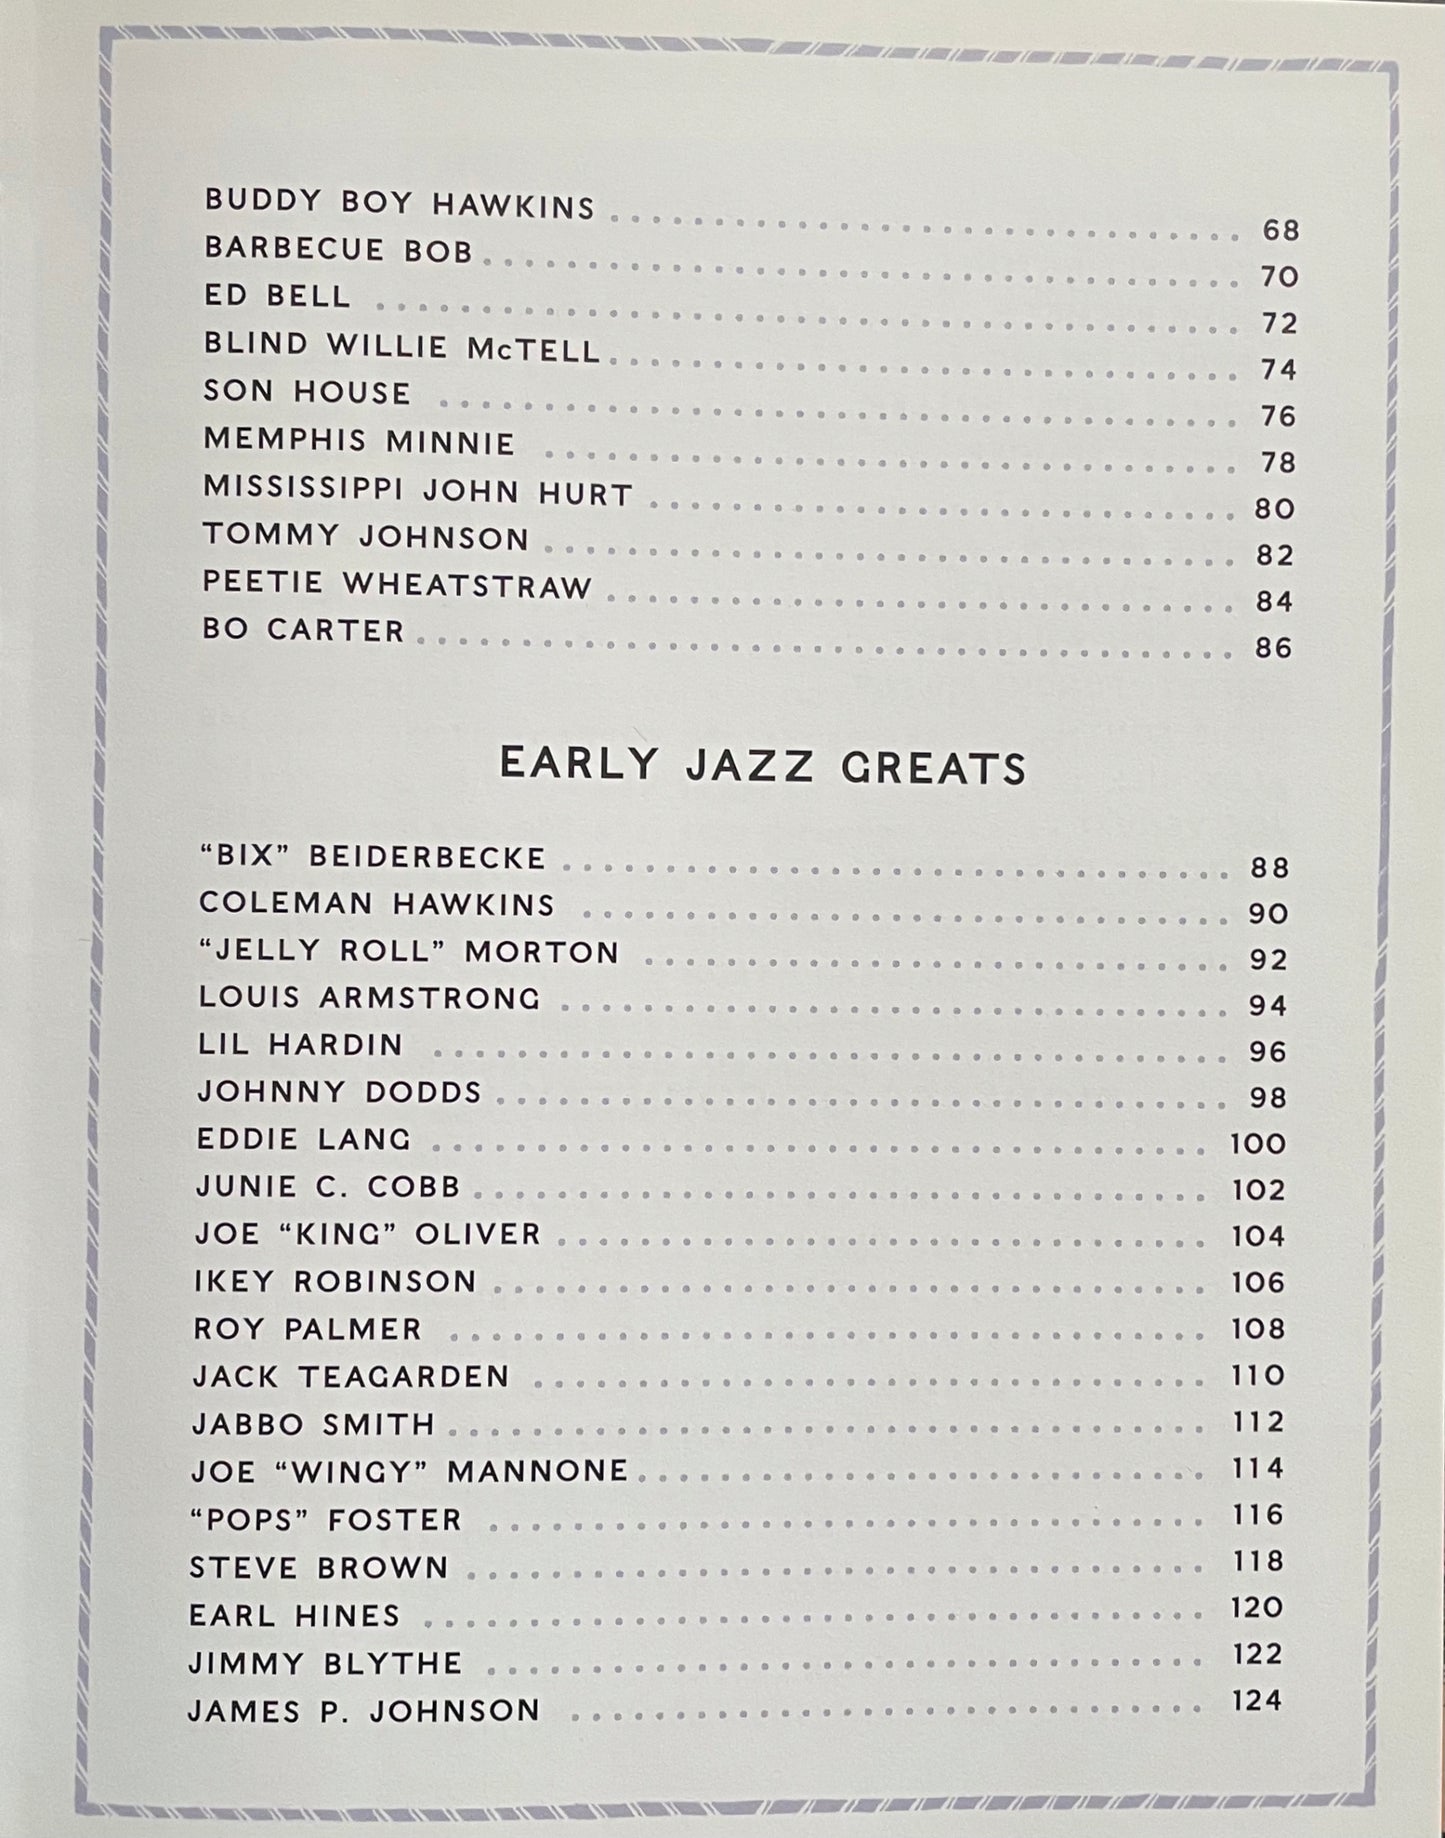 BUDDY BOY HAWKINS 68
BARBECUE BOB 70
ED BELL 72
BLIND WILLIE McTELL 74
SON HOUSE 76
MEMPHIS MINNIE 78
MISSISSIPPI JOHN HURT 80
TOMMY JOHNSON 82
PEETIE WHEATSTRAW 84
BO CARTER 86
EARLY JAZZ GREATS
“BIX” BEIDERBECKE 88
COLEMAN HAWKINS 90
“JELLY ROLL” MORTON 92
LOUIS ARMSTRONG 94
LIL HARDIN 96
JOHNNY DODDS 98
EDDIE LANG 100
JUNIE C. COBB 102
JOE “KING” OLIVER 104
IKEY ROBINSON 106
ROY PALMER 108
JACK TEAGARDEN 110
JABBO SMITH 112
JOE “WINGY” MANNONE 114
“POPS” FOSTER 116
STEVE BROWN 118
EARL HINES 120
JIMMY BLYTHE 122
JAMES P. JOHNSON 124